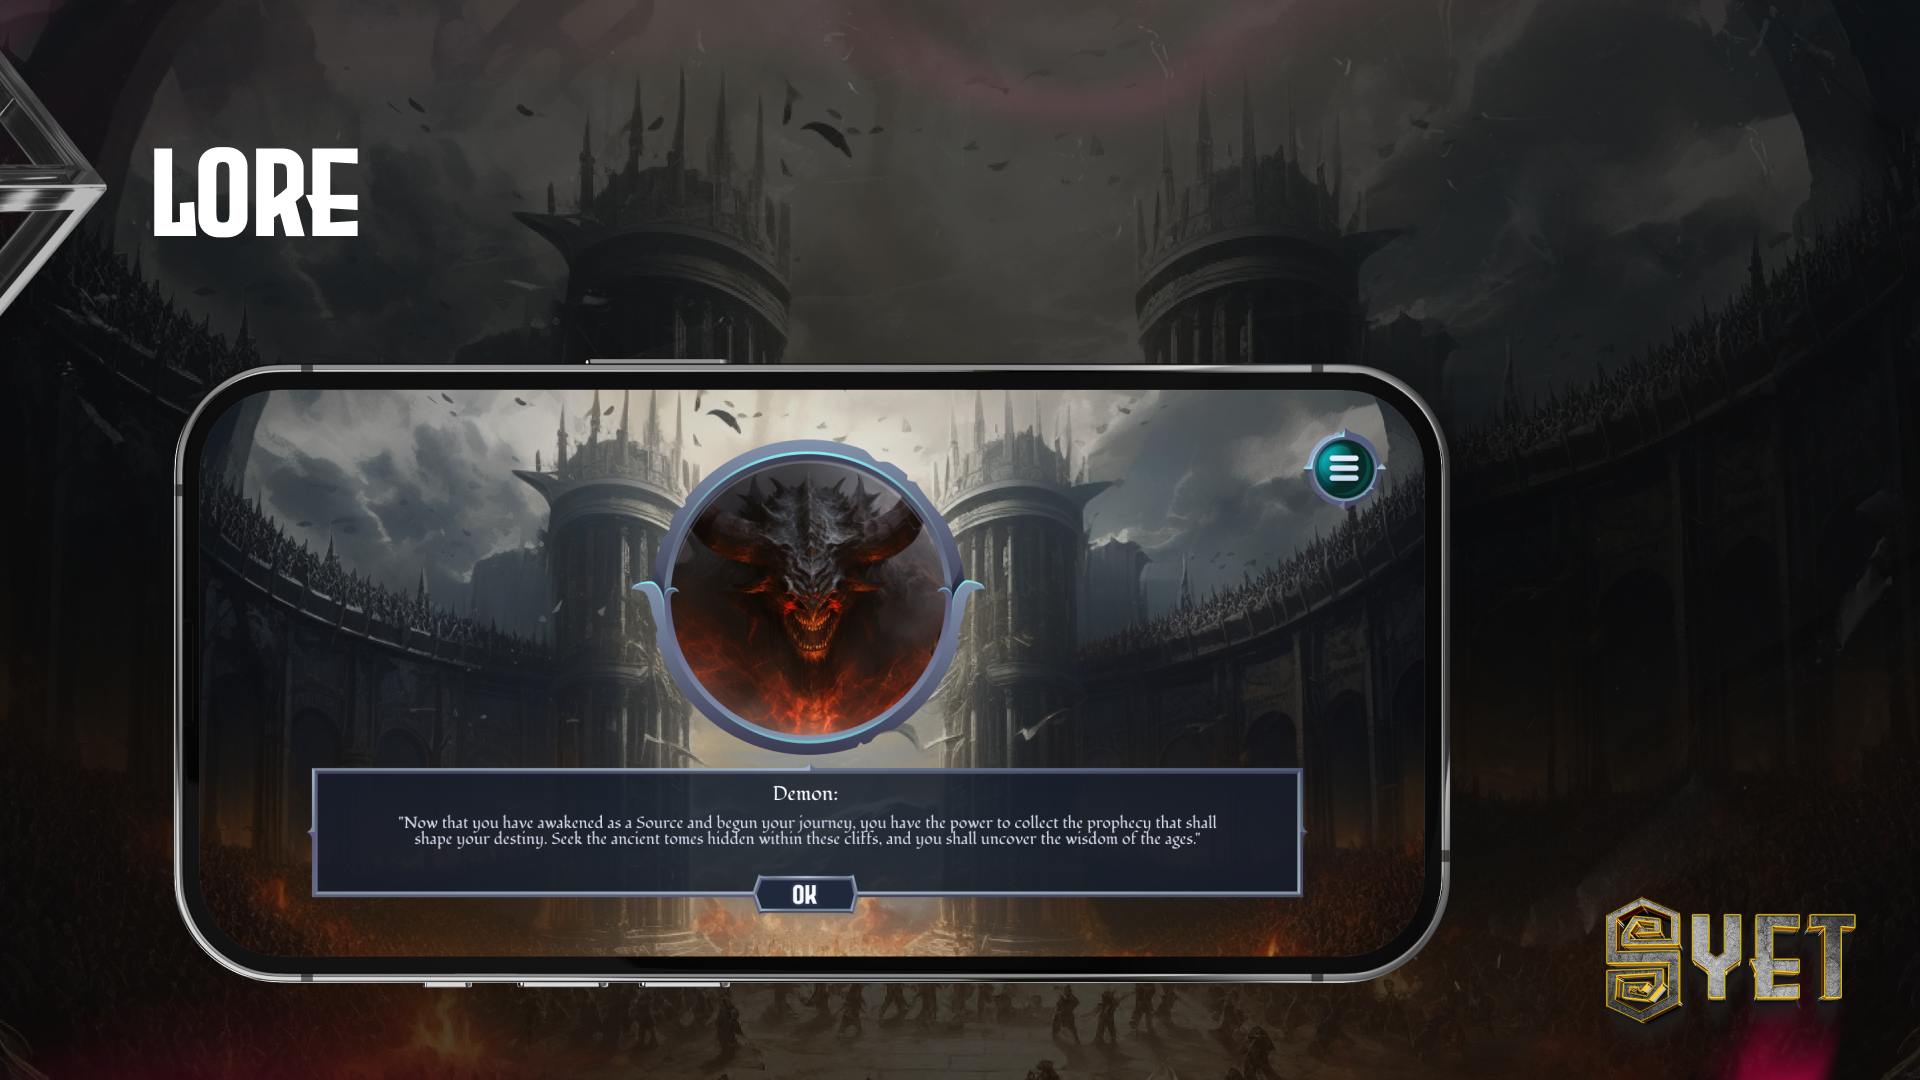 LORE
Demon:
"Now that you have awakened as a Source and begun your journey, you have the power to collect the prophecy that shall
shape your destiny. Seek the ancient tomes hidden within these cliffs, and you shall uncover the wisdom of the ages."
OK
SYET